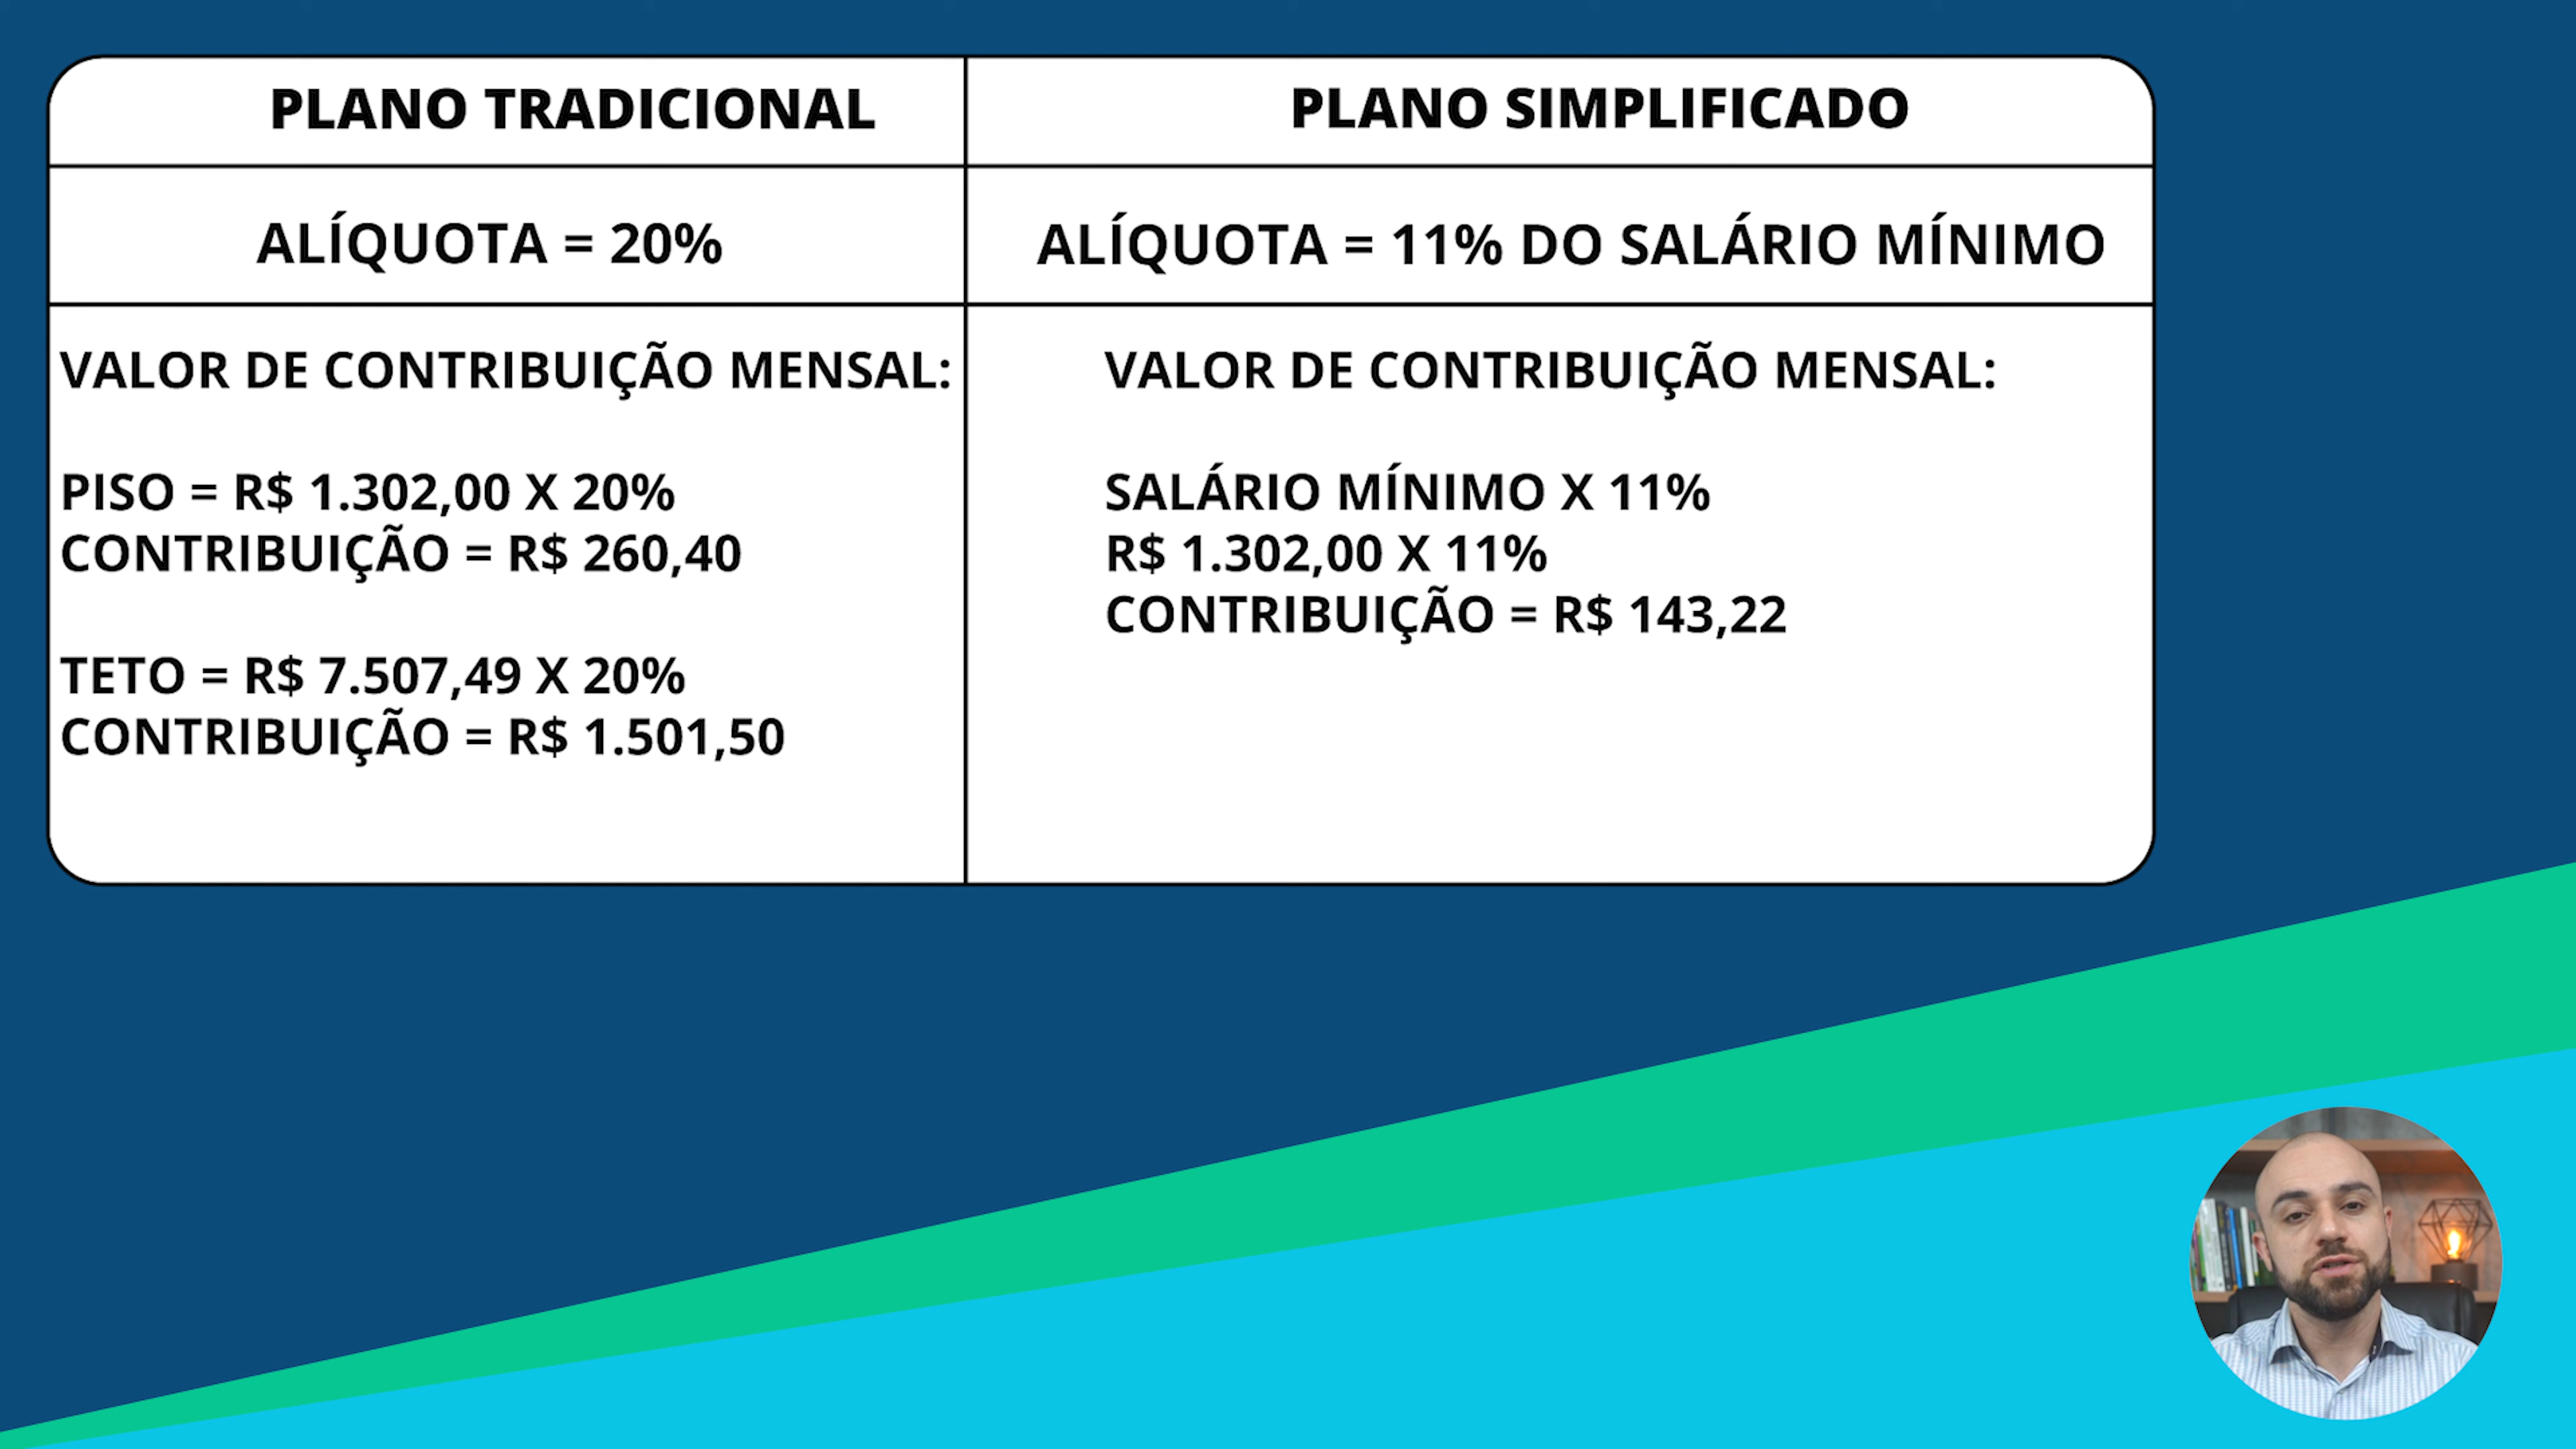 PLANO TRADICIONAL
PLANO SIMPLIFICADO
ALÍQUOTA = 20%
ALÍQUOTA = 11% DO SALÁRIO MÍNIMO
VALOR DE CONTRIBUIÇÃO MENSAL:
PISO = R$ 1.302,00 X 20%
CONTRIBUIÇÃO = R$ 260,40
TETO = R$ 7.507,49 X 20%
CONTRIBUIÇÃO = R$ 1.501,50
VALOR DE CONTRIBUIÇÃO MENSAL:
SALÁRIO MÍNIMO X 11%
R$ 1.302,00 X 11%
CONTRIBUIÇÃO = R$ 143,22